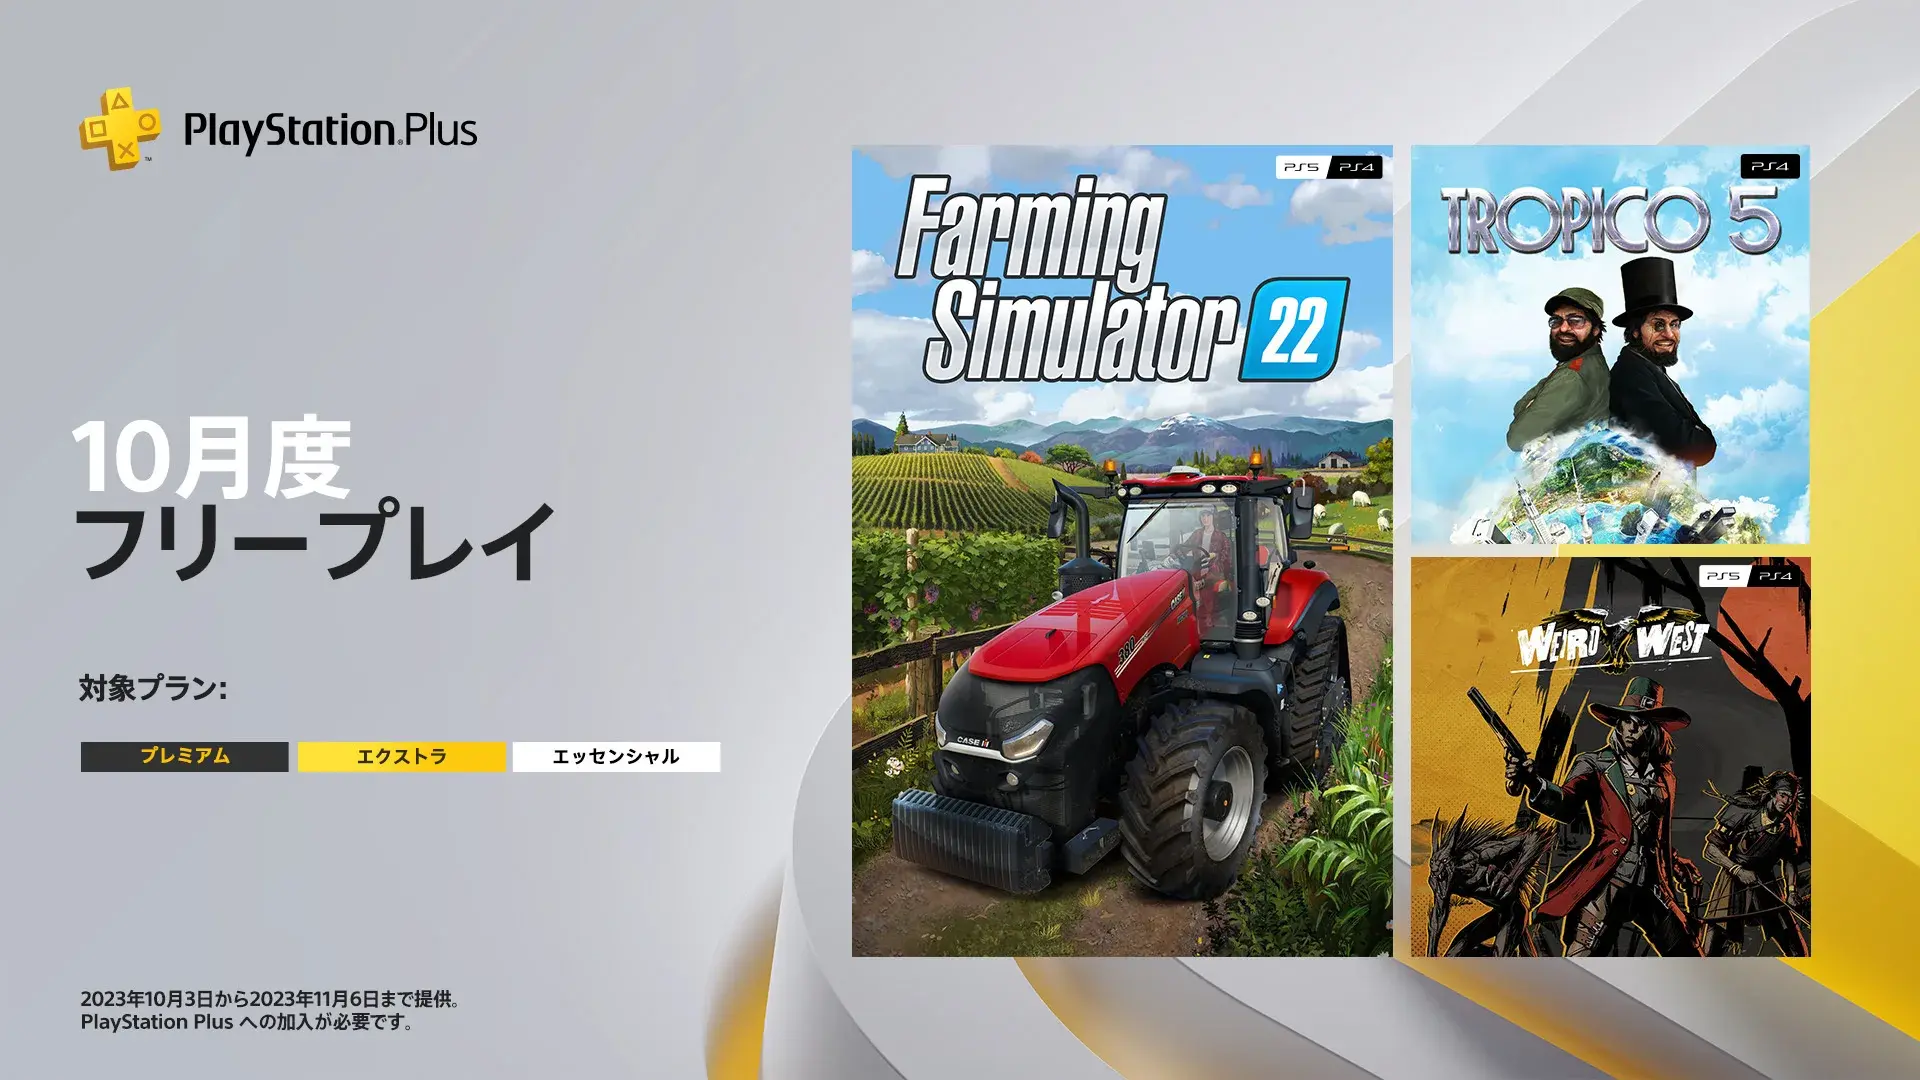 PlayStation.Plus
10月度
フリープレイ
対象プラン:
プレミアム
エクストラ
エッセンシャル
2023年10月3日から2023年11月6日まで提供。
PlayStation Plus への加入が必要です。
PS5 PS4
Farming
Simulator 22
CASE IH
380
PS4
TROPICO 5
PS5 PS4
WEIRD WEST